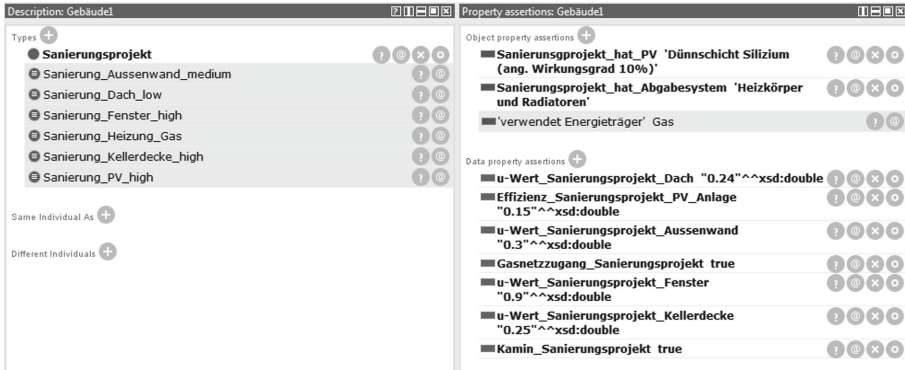 Description: Gebäude1
Types
Sanierungsprojekt
Sanierung_Aussenwand_medium
Sanierung_Dach_low
Sanierung_Fenster_high
Sanierung_Heizung_Gas
Sanierung_Kellerdecke_high
Sanierung_PV_high
Same Individual As
Different Individuals
Property assertions: Gebäude1
Object property assertions
Sanierunsgprojekt_hat_PV 'Dünnschicht Silizium
(ang. Wirkungsgrad 10%)'
Sanierungsprojekt_hat_Abgabesystem 'Heizkörper
und Radiatoren'
'verwendet Energieträger' Gas
Data property assertions
u-Wert_Sanierungsprojekt_Dach "0.24"^^xsd:double
Effizienz_Sanierungsprojekt_PV_Anlage
"0.15"^^xsd:double
u-Wert_Sanierungsprojekt_Aussenwand
"0.3"^^xsd:double
Gasnetzzugang_Sanierungsprojekt true
u-Wert_Sanierungsprojekt_Fenster
"0.9"^^xsd:double
u-Wert_Sanierungsprojekt_Kellerdecke
"0.25"^^xsd:double
Kamin_Sanierungsprojekt true